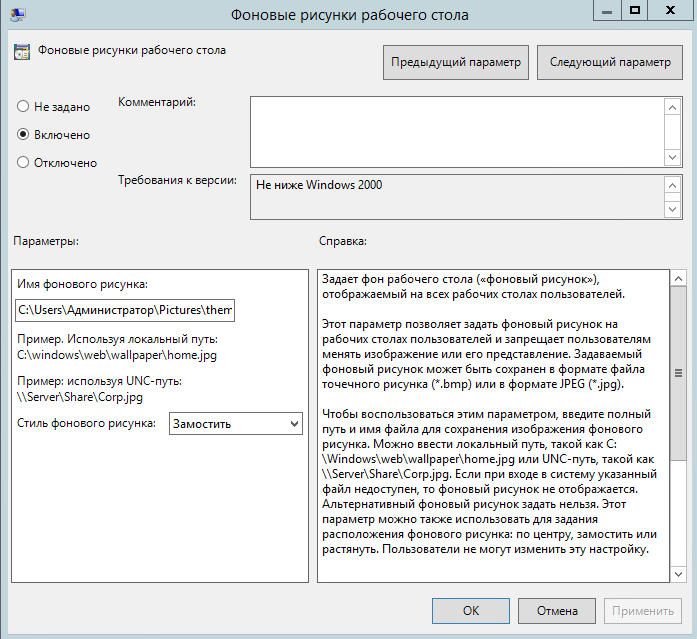 Фоновые рисунки рабочего стола
Фоновые рисунки рабочего стола
Предыдущий параметр
Следующий параметр
Не задано
Включено
Отключено
Комментарий:
Требования к версии:
Не ниже Windows 2000
Параметры:
Справка:
Имя фонового рисунка:
C:\Users\Администратор\Pictures\them
Пример. Используя локальный путь:
C:\windows\web\wallpaper\home.jpg
Пример: используя UNC-путь:
\\Server\Share\Corp.jpg
Стиль фонового рисунка:
Замостить
Задает фон рабочего стола («фоновый рисунок»),
отображаемый на всех рабочих столах пользователей.
Этот параметр позволяет задать фоновый рисунок на
рабочих столах пользователей и запрещает пользователям
менять изображение или его представление. Задаваемый
фоновый рисунок может быть сохранен в формате файла
точечного рисунка (*.bmp) или в формате JPEG (*.jpg).
Чтобы воспользоваться этим параметром, введите полный
путь и имя файла для сохранения изображения фонового
рисунка. Можно ввести локальный путь, такой как C:
\Windows\web\wallpaper\home.jpg или UNC-путь, такой как
\\Server\Share\Corp.jpg. Если при входе в систему указанный
файл недоступен, то фоновый рисунок не отображается.
Альтернативный фоновый рисунок задать нельзя. Этот
параметр можно также использовать для задания
расположения фонового рисунка: по центру, замостить или
растянуть. Пользователи не могут изменить эту настройку.
ОК
Отмена
Применить